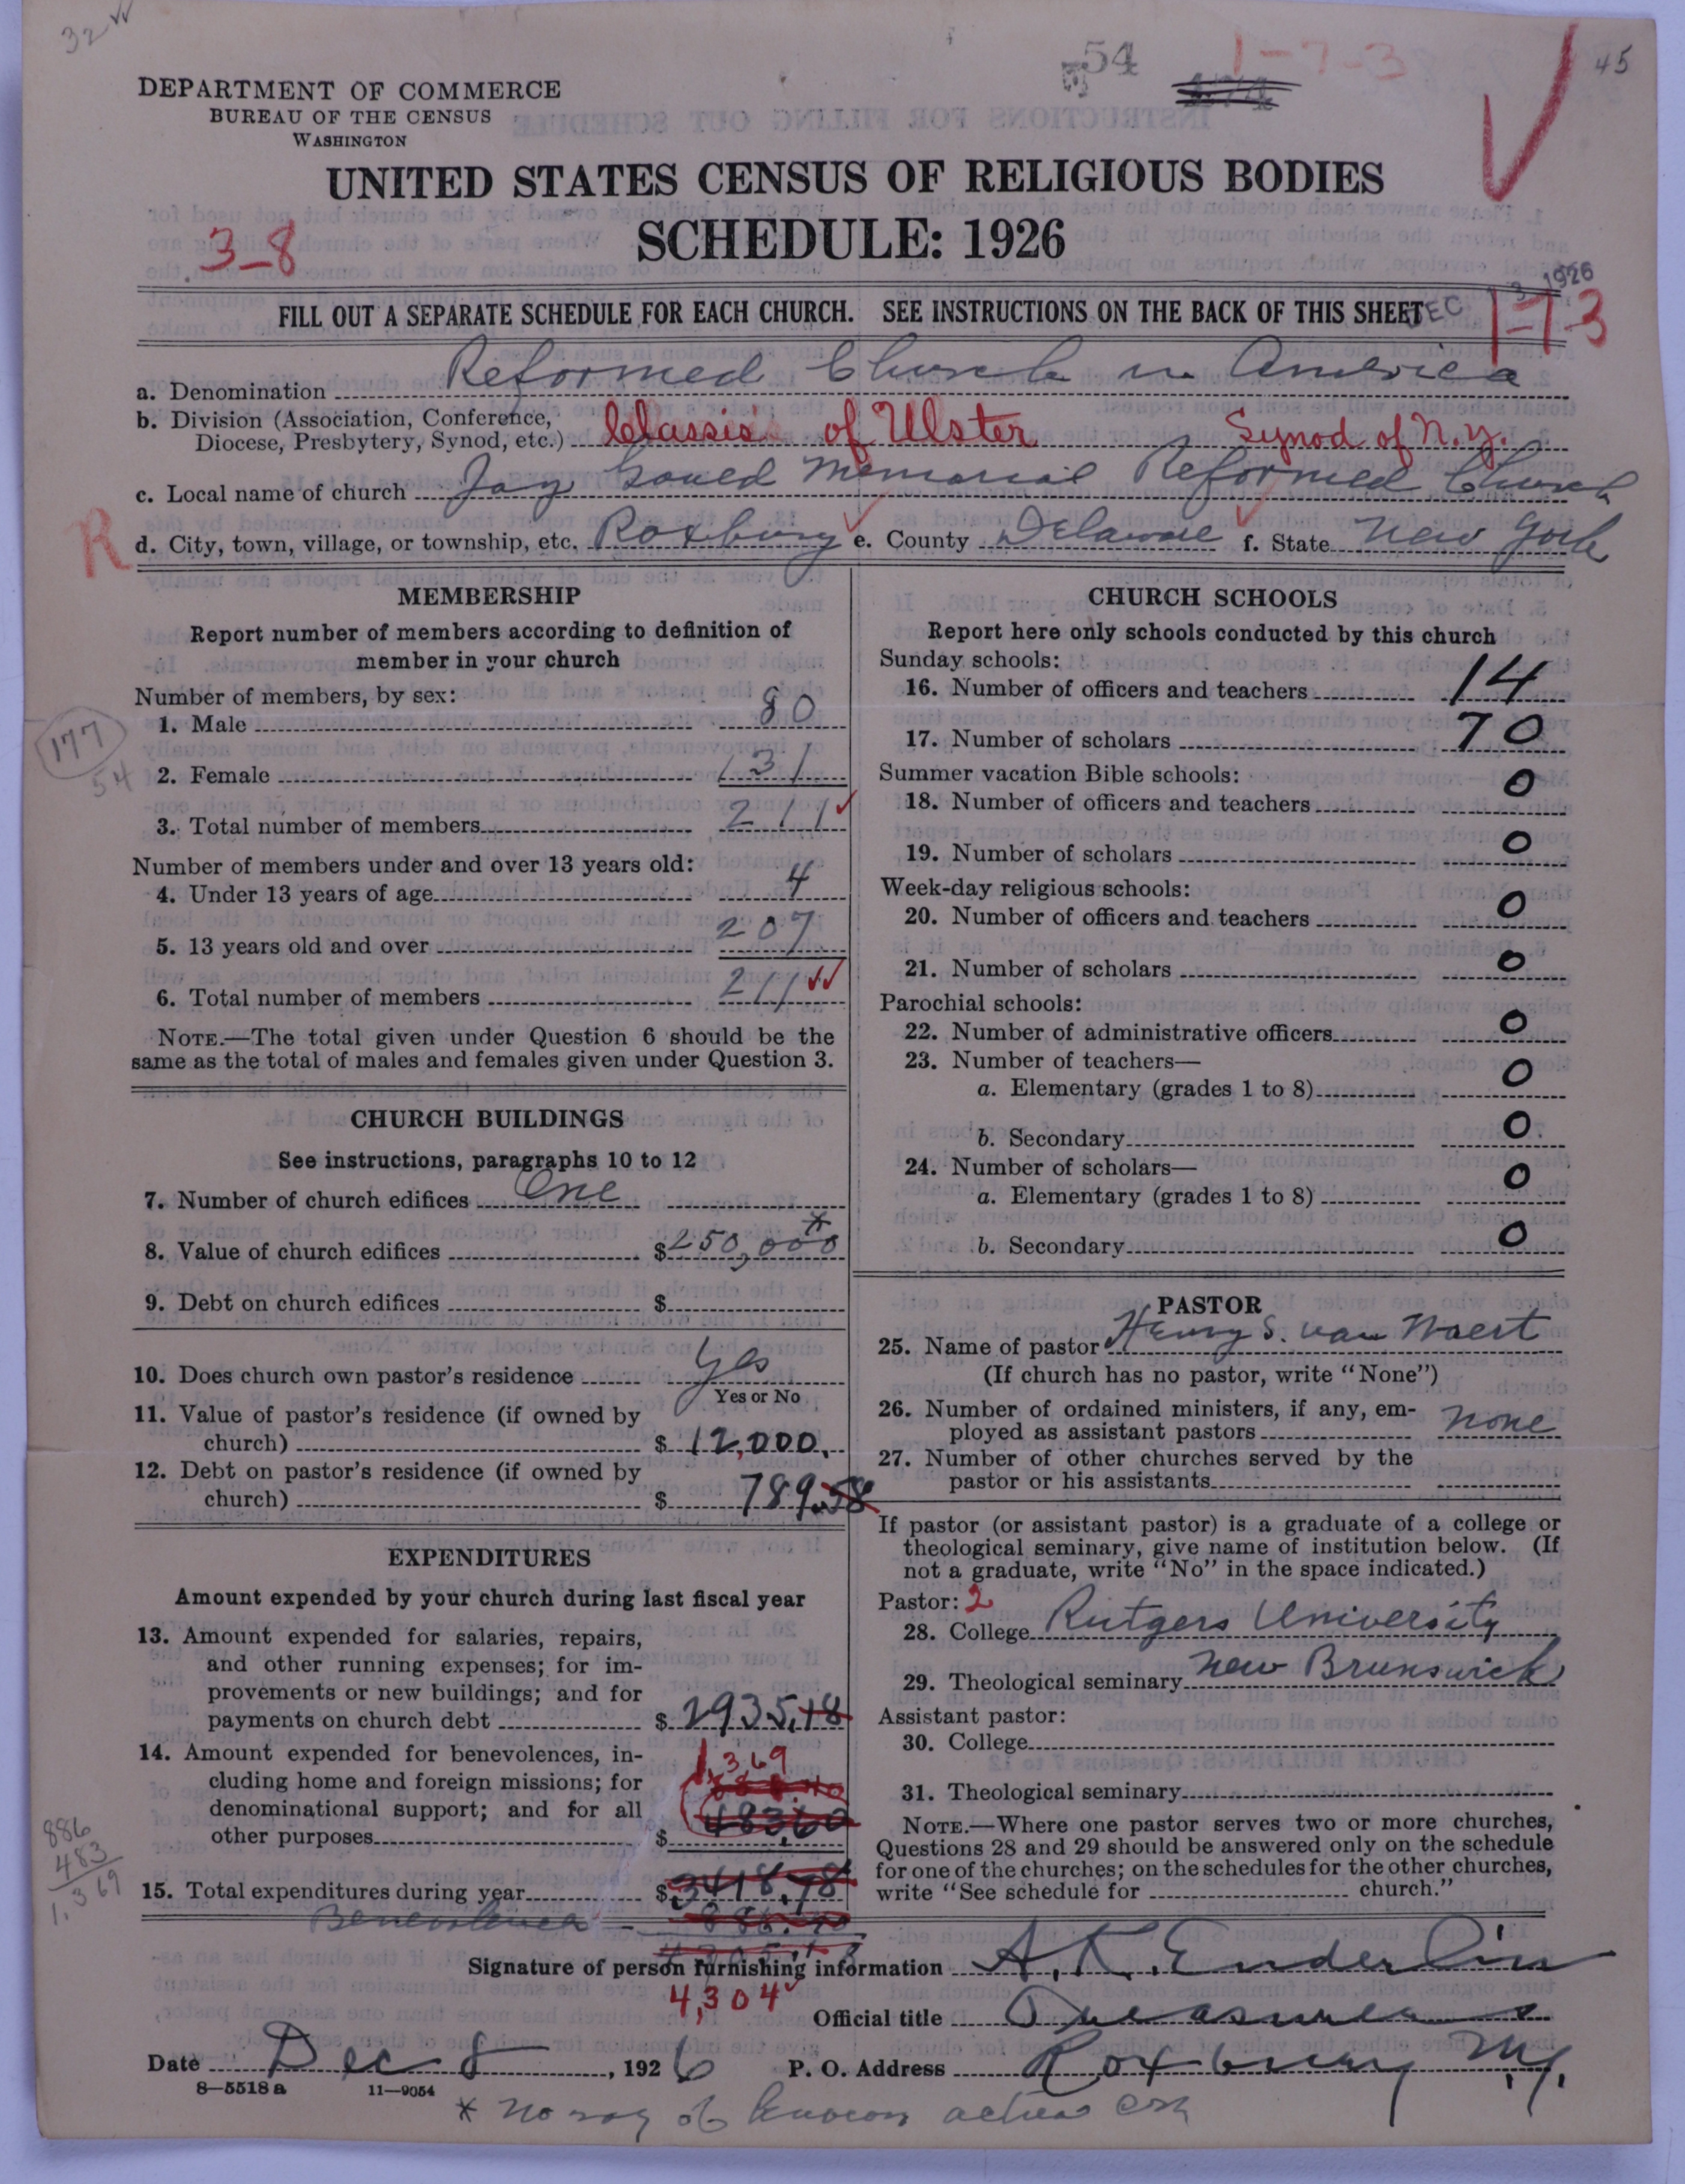 32
54
1-7-3
45
DEPARTMENT OF COMMERCE
BUREAU OF THE CENSUS
WASHINGTON
UNITED STATES CENSUS OF RELIGIOUS BODIES
SCHEDULE: 1926
3-8
DEC 3 1926
1-7-3
FILL OUT A SEPARATE SCHEDULE FOR EACH CHURCH. SEE INSTRUCTIONS ON THE BACK OF THIS SHEET
a. Denomination Reformed Church in America
b. Division (Association, Conference,
Diocese, Presbytery, Synod, etc.) Classis of Ulster Synod of N.Y.
c. Local name of church Jay Gould Memorial Reformed Church
R
d. City, town, village, or township, etc. Roxbury e. County Delaware f. State New York
MEMBERSHIP
Report number of members according to definition of
member in your church
Number of members, by sex:
1. Male 80
177
54
2. Female 131
3. Total number of members 211
Number of members under and over 13 years old:
4. Under 13 years of age 4
5. 13 years old and over 207
6. Total number of members 211
NOTE.—The total given under Question 6 should be the
same as the total of males and females given under Question 3.
CHURCH BUILDINGS
See instructions, paragraphs 10 to 12
7. Number of church edifices One
8. Value of church edifices $250,000 *
9. Debt on church edifices $
10. Does church own pastor's residence Yes
Yes or No
11. Value of pastor's residence (if owned by
church) $ 12,000.
12. Debt on pastor's residence (if owned by
church) $ 789.58
EXPENDITURES
Amount expended by your church during last fiscal year
13. Amount expended for salaries, repairs,
and other running expenses; for im-
provements or new buildings; and for
payments on church debt $ 2935.18
14. Amount expended for benevolences, in-
cluding home and foreign missions; for
denominational support; and for all
other purposes $
1,369
483.60
886
483
1,369
15. Total expenditures during year $ 3418.78
Benevolence
4,304
CHURCH SCHOOLS
Report here only schools conducted by this church
Sunday schools:
16. Number of officers and teachers 14
17. Number of scholars 70
Summer vacation Bible schools:
18. Number of officers and teachers 0
19. Number of scholars 0
Week-day religious schools:
20. Number of officers and teachers 0
21. Number of scholars 0
Parochial schools:
22. Number of administrative officers 0
23. Number of teachers—
a. Elementary (grades 1 to 8) 0
b. Secondary 0
24. Number of scholars—
a. Elementary (grades 1 to 8) 0
b. Secondary 0
PASTOR
25. Name of pastor Henry S. van Woert
(If church has no pastor, write "None")
26. Number of ordained ministers, if any, em-
ployed as assistant pastors none
27. Number of other churches served by the
pastor or his assistants
If pastor (or assistant pastor) is a graduate of a college or
theological seminary, give name of institution below. (If
not a graduate, write "No" in the space indicated.)
Pastor: 2
28. College Rutgers University
29. Theological seminary New Brunswick
Assistant pastor:
30. College
31. Theological seminary
NOTE.—Where one pastor serves two or more churches,
Questions 28 and 29 should be answered only on the schedule
for one of the churches; on the schedules for the other churches,
write "See schedule for church."
Signature of person furnishing information A. K. Enderlin
Official title Treasurer
Date Dec 8, 1926 P. O. Address Roxbury N.Y.
8—5518 a 11—9054
* No way of